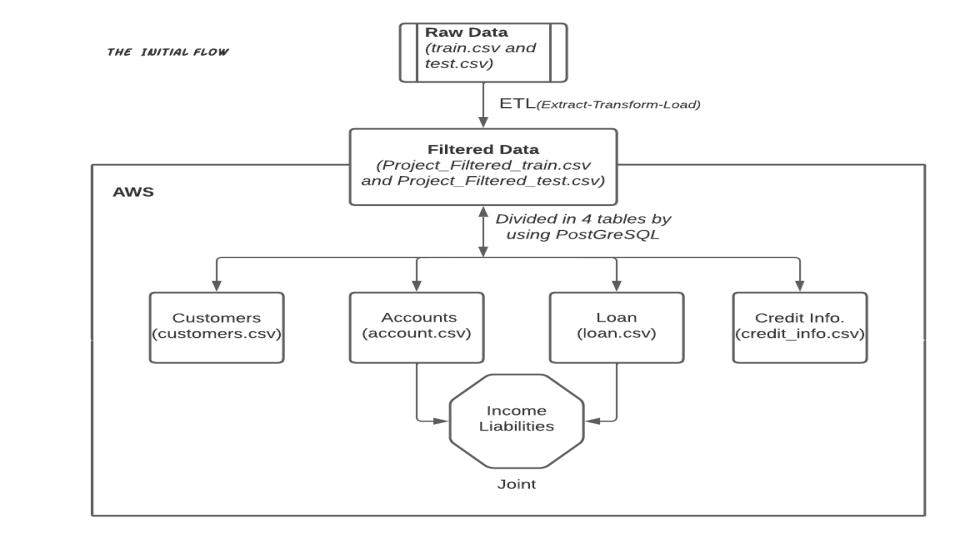 THE INITIAL FLOW
Raw Data
(train.csv and
test.csv)
ETL(Extract-Transform-Load)
Filtered Data
(Project_Filtered_train.csv
and Project_Filtered_test.csv)
AWS
Divided in 4 tables by
using PostGreSQL
Customers
(customers.csv)
Accounts
(account.csv)
Loan
(loan.csv)
Credit Info.
(credit_info.csv)
Income
Liabilities
Joint